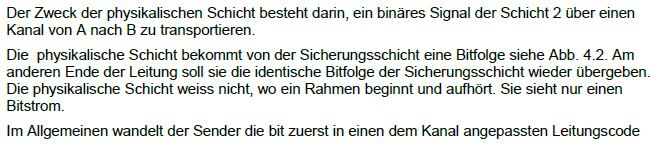 Der Zweck der physikalischen Schicht besteht darin, ein binäres Signal der Schicht 2 über einen
Kanal von A nach B zu transportieren.
Die physikalische Schicht bekommt von der Sicherungsschicht eine Bitfolge siehe Abb. 4.2. Am
anderen Ende der Leitung soll sie die identische Bitfolge der Sicherungsschicht wieder übergeben.
Die physikalische Schicht weiss nicht, wo ein Rahmen beginnt und aufhört. Sie sieht nur einen
Bitstrom.
Im Allgemeinen wandelt der Sender die bit zuerst in einen dem Kanal angepassten Leitungscode